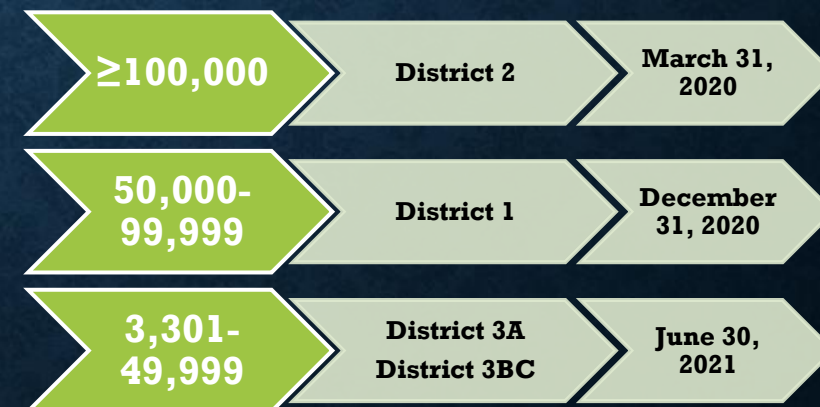 ≥100,000
District 2
March 31,
2020
50,000-
99,999
District 1
December
31, 2020
3,301-
49,999
District 3A
District 3BC
June 30,
2021